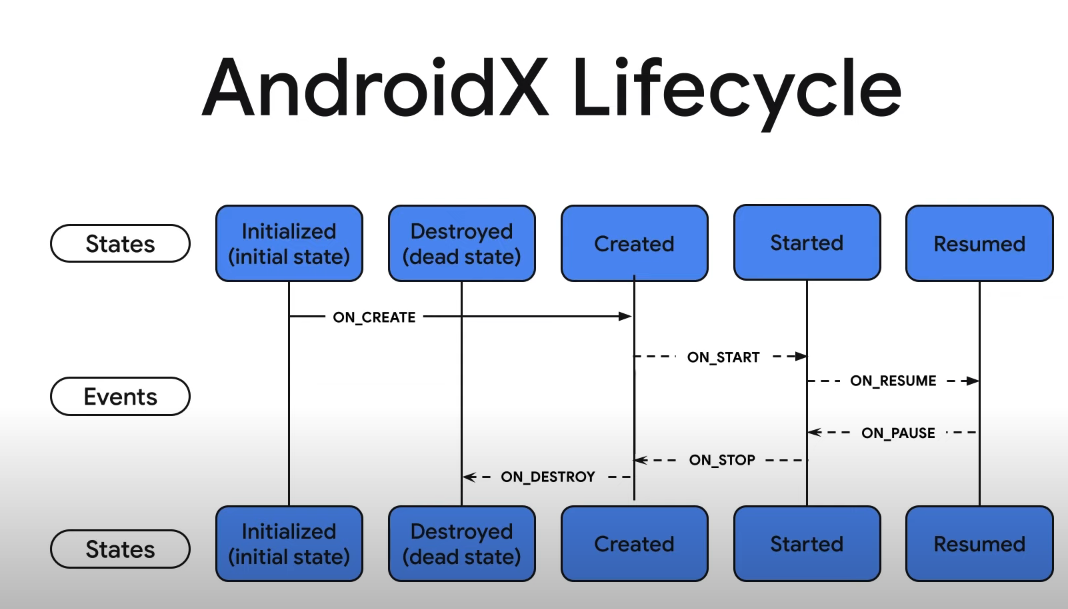 AndroidX Lifecycle
States
Initialized
(initial state)
Destroyed
(dead state)
Created
Started
Resumed
ON_CREATE
ON_START
ON_RESUME
Events
ON_PAUSE
ON_STOP
ON_DESTROY
States
Initialized
(initial state)
Destroyed
(dead state)
Created
Started
Resumed